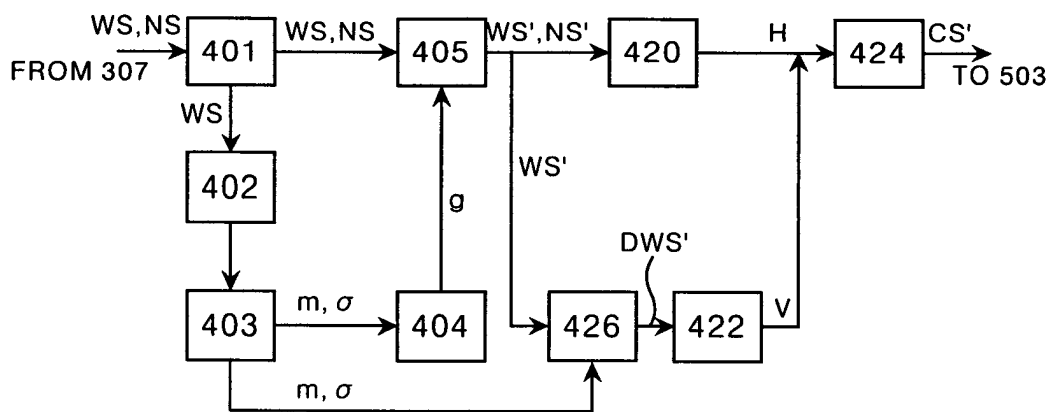 WS,NS
401
WS,NS
405
WS',NS'
420
H
424
CS'
FROM 307
TO 503
WS
402
g
WS'
DWS'
403
m, σ
404
426
422
V
m, σ